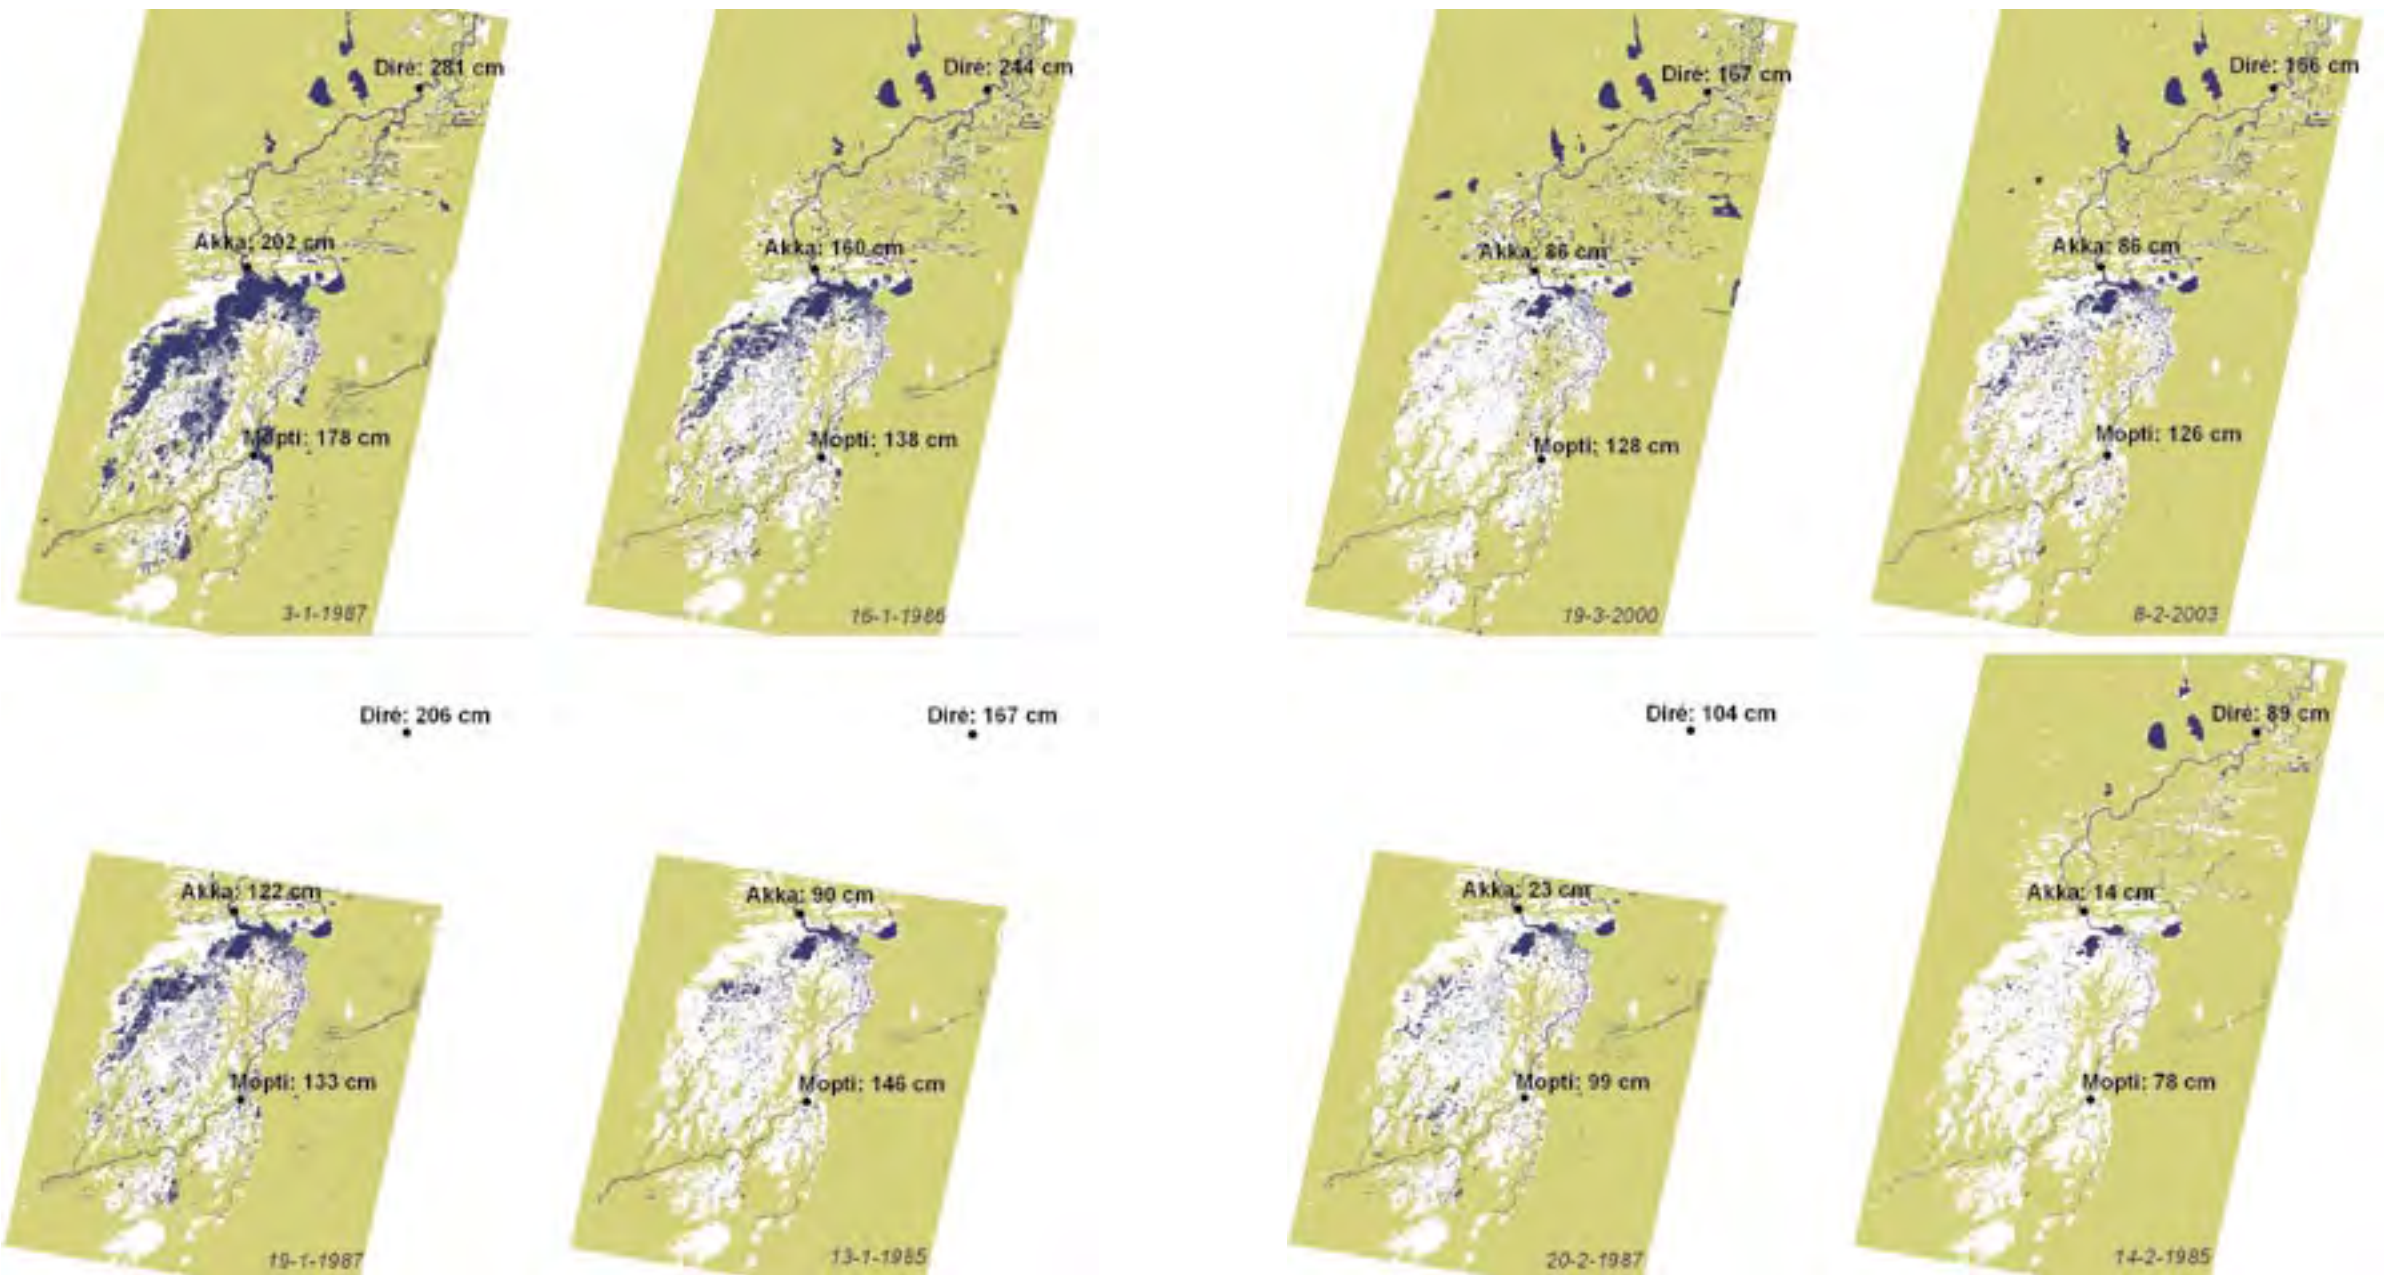 Diré: 281 cm
Akka: 202 cm
Mopti: 178 cm
3-1-1987
Diré: 244 cm
Akka: 160 cm
Mopti: 138 cm
16-1-1986
Diré: 167 cm
Akka: 86 cm
Mopti: 128 cm
19-3-2000
Diré: 166 cm
Akka: 86 cm
Mopti: 126 cm
8-2-2003
Diré: 206 cm
Akka: 122 cm
Mopti: 133 cm
19-1-1987
Diré: 167 cm
Akka: 90 cm
Mopti: 146 cm
13-1-1985
Diré: 104 cm
Akka: 23 cm
Mopti: 99 cm
20-2-1987
Diré: 89 cm
Akka: 14 cm
Mopti: 78 cm
14-2-1985